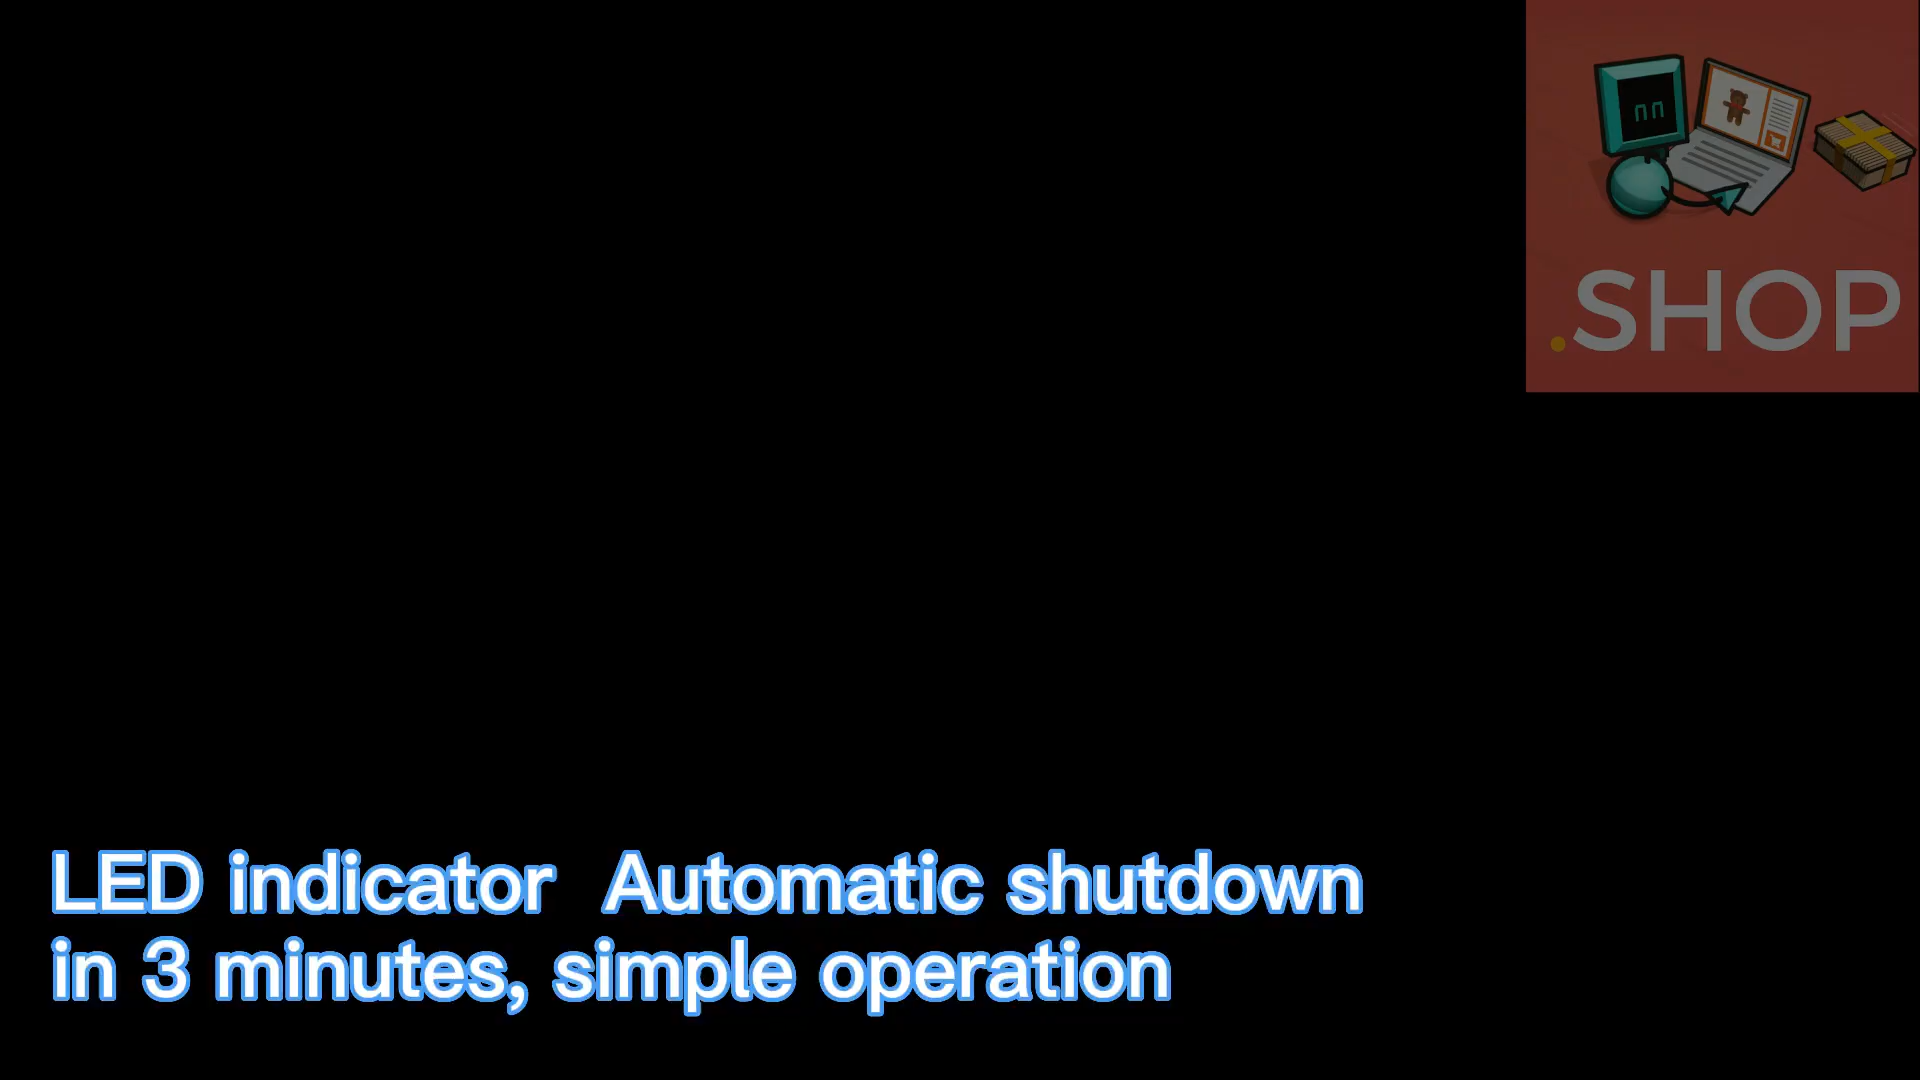 .SHOP
LED indicator  Automatic shutdown
in 3 minutes, simple operation